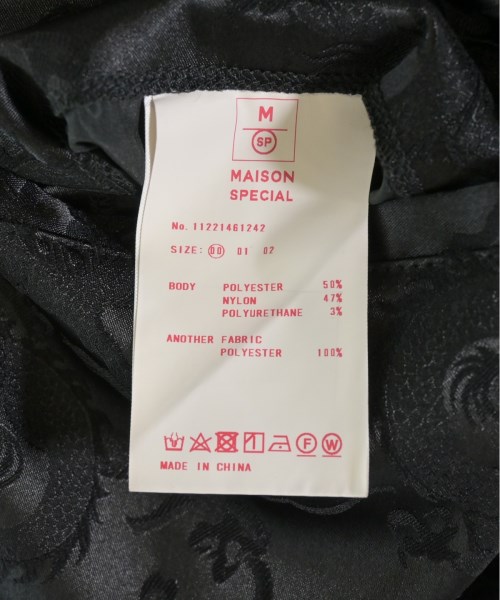 M
SP
MAISON
SPECIAL
No. 11221461242
SIZE: 00 01 02
BODY POLYESTER 50%
NYLON 47%
POLYURETHANE 3%
ANOTHER FABRIC
POLYESTER 100%
F W
MADE IN CHINA